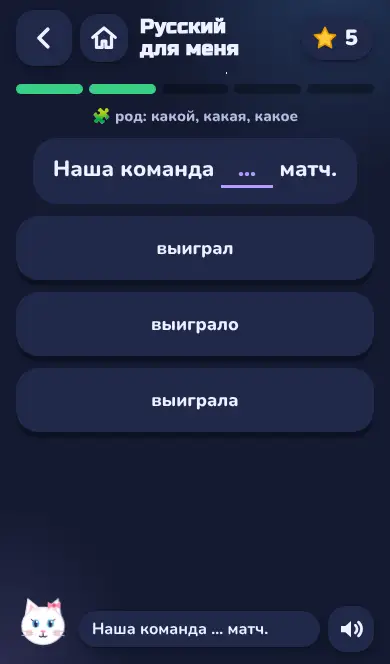 Русский
для меня
5
род: какой, какая, какое
Наша команда ... матч.
выиграл
выиграло
выиграла
Наша команда ... матч.